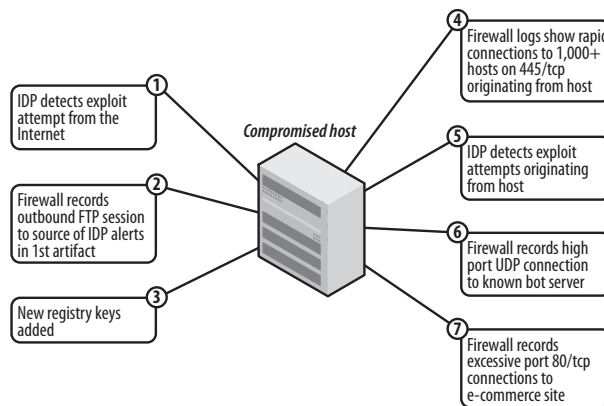 1
IDP detects exploit
attempt from the
Internet
2
Firewall records
outbound FTP session
to source of IDP alerts
in 1st artifact
3
New registry keys
added
Compromised host
4
Firewall logs show rapid
connections to 1,000+
hosts on 445/tcp
originating from host
5
IDP detects exploit
attempts originating
from host
6
Firewall records high
port UDP connection
to known bot server
7
Firewall records
excessive port 80/tcp
connections to
e-commerce site